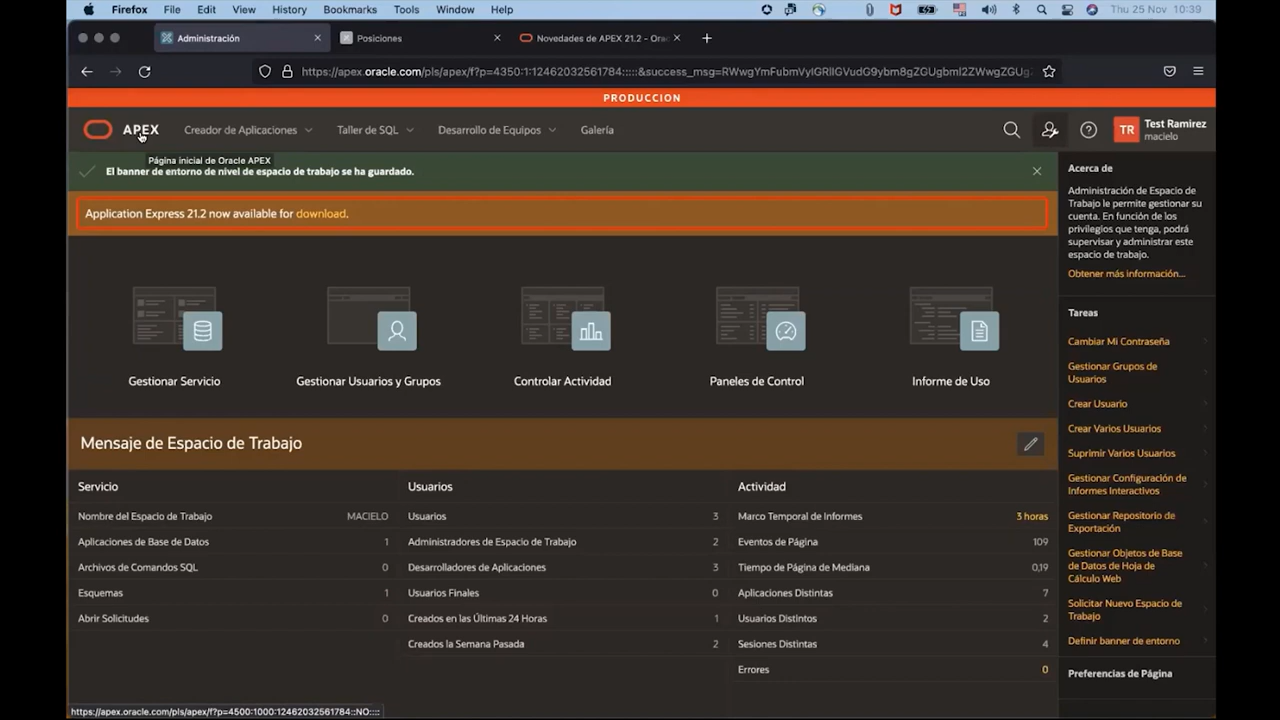 Firefox File Edit View History Bookmarks Tools Window Help Thu 25 Nov 10:39
Administración Posiciones Novedades de APEX 21.2 - Ora
PRODUCCION
APEX Creador de Aplicaciones Taller de SQL Desarrollo de Equipos Galería TR Test Ramirez
macielo
Página inicial de Oracle APEX
El banner de entorno de nivel de espacio de trabajo se ha guardado.
Application Express 21.2 now available for download.
Gestionar Servicio Gestionar Usuarios y Grupos Controlar Actividad Paneles de Control Informe de Uso
Mensaje de Espacio de Trabajo
Servicio
Nombre del Espacio de Trabajo MACIELO
Aplicaciones de Base de Datos 1
Archivos de Comandos SQL 0
Esquemas 1
Abrir Solicitudes 0
Usuarios
Usuarios 3
Administradores de Espacio de Trabajo 2
Desarrolladores de Aplicaciones 3
Usuarios Finales 0
Creados en las Últimas 24 Horas 1
Creados la Semana Pasada 2
Actividad
Marco Temporal de Informes 3 horas
Eventos de Página 109
Tiempo de Página de Mediana 0,19
Aplicaciones Distintas 7
Usuarios Distintos 2
Sesiones Distintas 4
Errores 0
Acerca de
Administración de Espacio de
Trabajo le permite gestionar su
cuenta. En función de los
privilegios que tenga, podrá
supervisar y administrar este
espacio de trabajo.
Obtener más información...
Tareas
Cambiar Mi Contraseña
Gestionar Grupos de
Usuarios
Crear Usuario
Crear Varios Usuarios
Suprimir Varios Usuarios
Gestionar Configuración de
Informes Interactivos
Gestionar Repositorio de
Exportación
Gestionar Objetos de Base
de Datos de Hoja de
Cálculo Web
Solicitar Nuevo Espacio de
Trabajo
Definir banner de entorno
Preferencias de Página
https://apex.oracle.com/pls/apex/f?p=4500:1000:12462032561784::NO::::